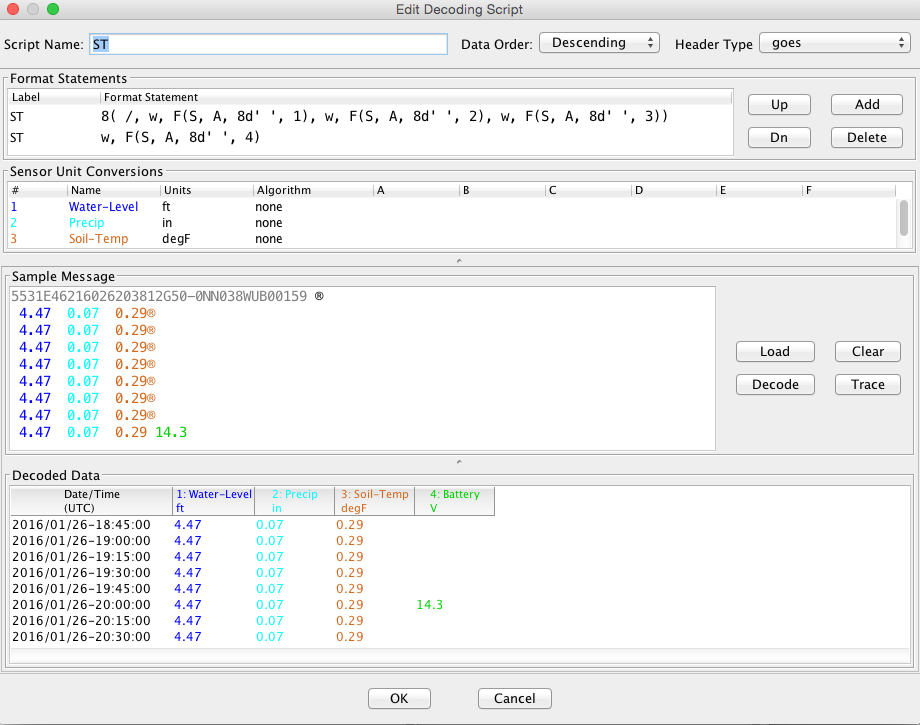 Edit Decoding Script
Script Name: ST Data Order: Descending Header Type goes
Format Statements
Label Format Statement
ST 8( /, w, F(S, A, 8d' ', 1), w, F(S, A, 8d' ', 2), w, F(S, A, 8d' ', 3))
ST w, F(S, A, 8d' ', 4)
Up Add
Dn Delete
Sensor Unit Conversions
# Name Units Algorithm A B C D E F
1 Water-Level ft none
2 Precip in none
3 Soil-Temp degF none
Sample Message
5531E46216026203812G50-0NN038WUB00159 ®
4.47 0.07 0.29®
4.47 0.07 0.29®
4.47 0.07 0.29®
4.47 0.07 0.29®
4.47 0.07 0.29®
4.47 0.07 0.29®
4.47 0.07 0.29®
4.47 0.07 0.29 14.3
Load Clear
Decode Trace
Decoded Data
Date/Time 1: Water-Level 2: Precip 3: Soil-Temp 4: Battery
(UTC) ft in degF V
2016/01/26-18:45:00 4.47 0.07 0.29
2016/01/26-19:00:00 4.47 0.07 0.29
2016/01/26-19:15:00 4.47 0.07 0.29
2016/01/26-19:30:00 4.47 0.07 0.29
2016/01/26-19:45:00 4.47 0.07 0.29
2016/01/26-20:00:00 4.47 0.07 0.29 14.3
2016/01/26-20:15:00 4.47 0.07 0.29
2016/01/26-20:30:00 4.47 0.07 0.29
OK Cancel